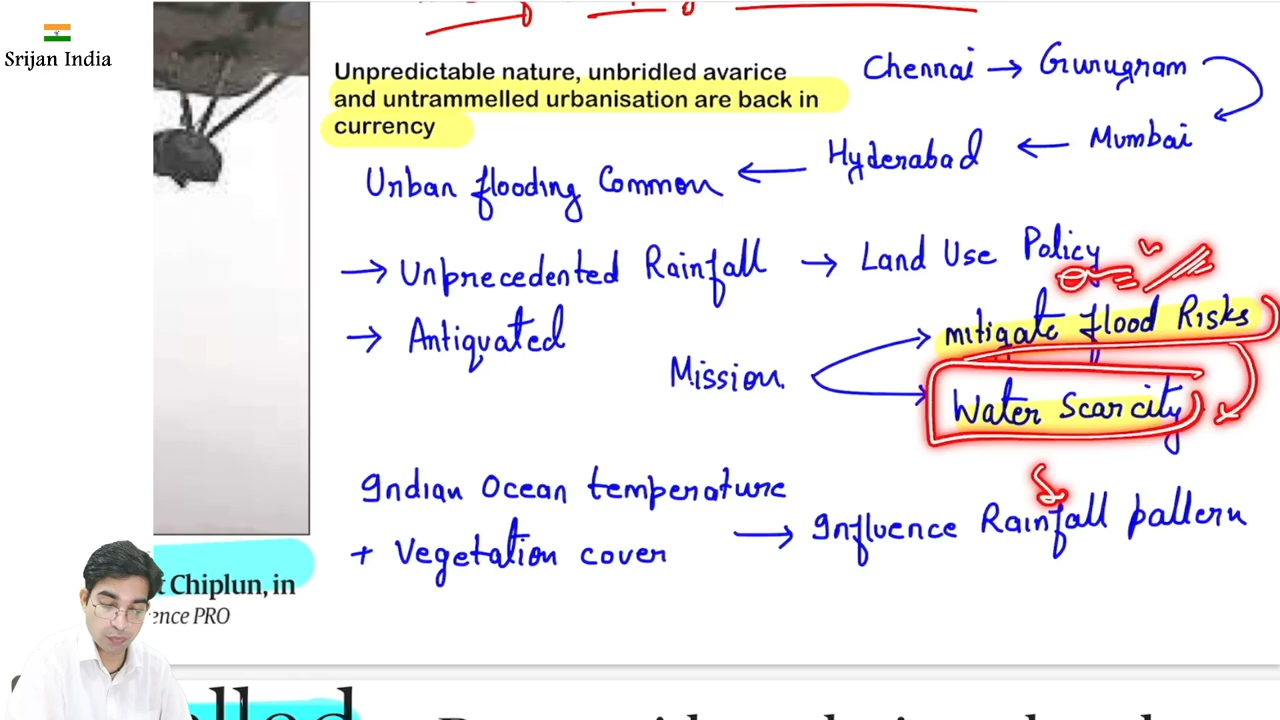 Srijan India
Unpredictable nature, unbridled avarice
and untrammelled urbanisation are back in
currency
Chennai → Gurugram
Urban flooding Common ← Hyderabad ← Mumbai
→ Unprecedented Rainfall → Land Use Policy
→ Antiquated
Mission
mitigate flood Risks
Water Scarcity
Indian Ocean temperature
+ Vegetation cover → Influence Rainfall pattern
t Chiplun, in
ence PRO